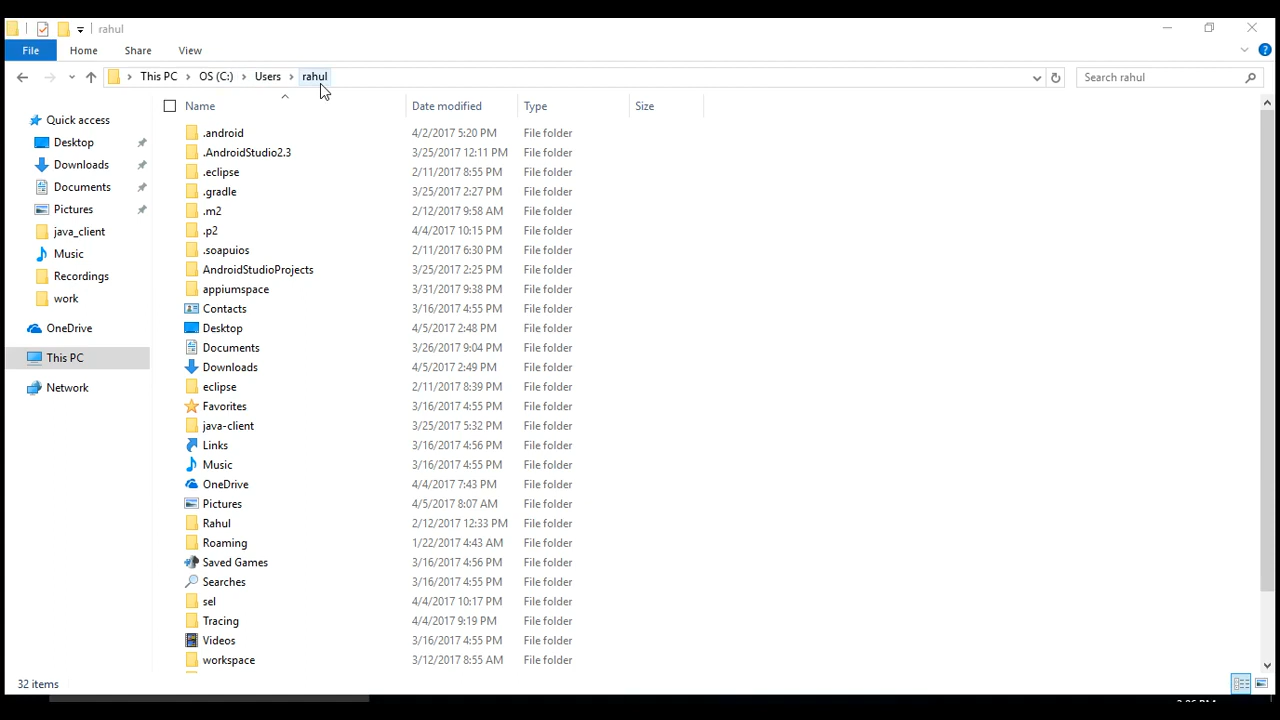 rahul
File Home Share View
This PC OS (C:) Users rahul Search rahul
Name Date modified Type Size
Quick access
Desktop
Downloads
Documents
Pictures
java_client
Music
Recordings
work
OneDrive
This PC
Network
.android 4/2/2017 5:20 PM File folder
.AndroidStudio2.3 3/25/2017 12:11 PM File folder
.eclipse 2/11/2017 8:55 PM File folder
.gradle 3/25/2017 2:27 PM File folder
.m2 2/12/2017 9:58 AM File folder
.p2 4/4/2017 10:15 PM File folder
.soapuios 2/11/2017 6:30 PM File folder
AndroidStudioProjects 3/25/2017 2:25 PM File folder
appiumspace 3/31/2017 9:38 PM File folder
Contacts 3/16/2017 4:55 PM File folder
Desktop 4/5/2017 2:48 PM File folder
Documents 3/26/2017 9:04 PM File folder
Downloads 4/5/2017 2:49 PM File folder
eclipse 2/11/2017 8:39 PM File folder
Favorites 3/16/2017 4:55 PM File folder
java-client 3/25/2017 5:32 PM File folder
Links 3/16/2017 4:56 PM File folder
Music 3/16/2017 4:55 PM File folder
OneDrive 4/4/2017 7:43 PM File folder
Pictures 4/5/2017 8:07 AM File folder
Rahul 2/12/2017 12:33 PM File folder
Roaming 1/22/2017 4:43 AM File folder
Saved Games 3/16/2017 4:56 PM File folder
Searches 3/16/2017 4:55 PM File folder
sel 4/4/2017 10:17 PM File folder
Tracing 4/4/2017 9:19 PM File folder
Videos 3/16/2017 4:55 PM File folder
workspace 3/12/2017 8:55 AM File folder
32 items